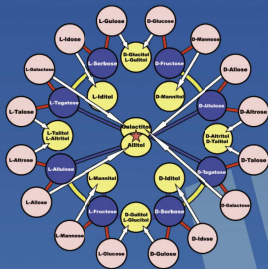 L-Gulose
D-Glucose
L-Idose
D-Mannose
L-Sorbose
D-Glucitol
L-Gulitol
D-Fructose
L-Galactose
D-Allose
L-Iditol
D-Mannitol
L-Talose
L-Tagatose
D-Allulose
D-Altrose
L-Talitol
L-Altritol
Galactitol
Allitol
D-Altritol
D-Talitol
L-Altrose
L-Allulose
D-Tagatose
D-Talose
L-Mannitol
D-Iditol
L-Allose
D-Galactose
L-Fructose
D-Gulitol
L-Glucitol
D-Sorbose
L-Mannose
D-Idose
L-Glucose
D-Gulose